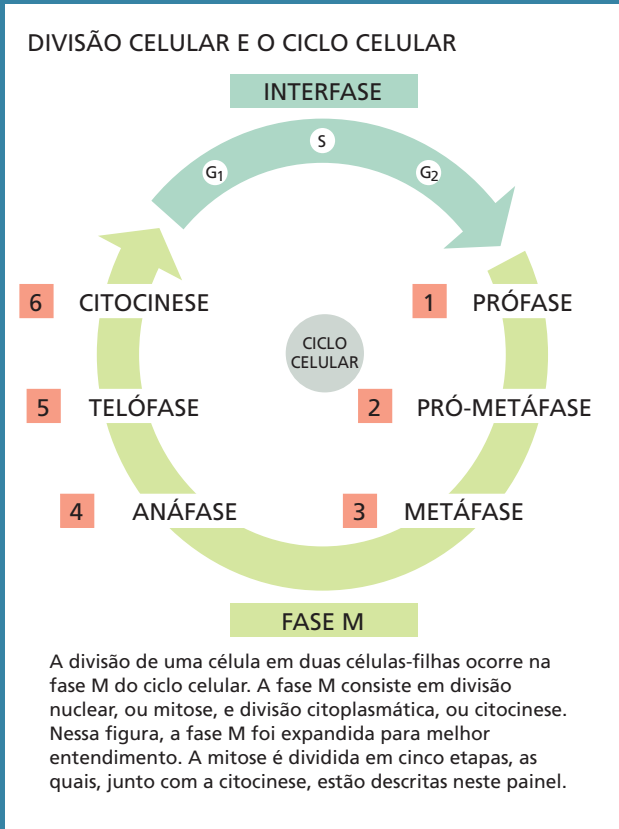 DIVISÃO CELULAR E O CICLO CELULAR
INTERFASE
G1
S
G2
6 CITOCINESE
1 PRÓFASE
CICLO
CELULAR
5 TELÓFASE
2 PRÓ-METÁFASE
4 ANÁFASE
3 METÁFASE
FASE M
A divisão de uma célula em duas células-filhas ocorre na
fase M do ciclo celular. A fase M consiste em divisão
nuclear, ou mitose, e divisão citoplasmática, ou citocinese.
Nessa figura, a fase M foi expandida para melhor
entendimento. A mitose é dividida em cinco etapas, as
quais, junto com a citocinese, estão descritas neste painel.